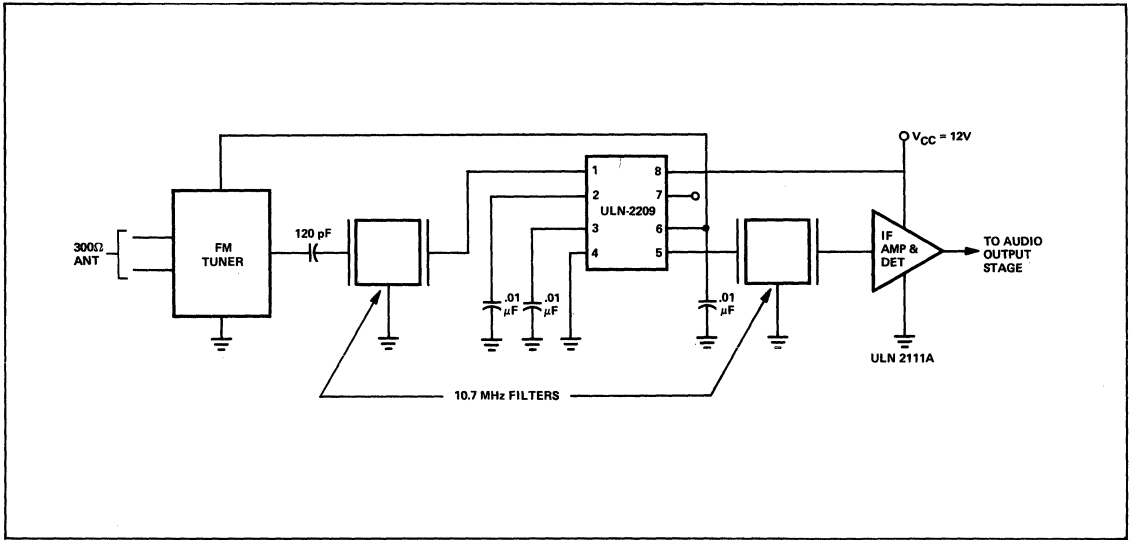 V_CC = 12V
1
8
2
7
ULN-2209
3
6
4
5
120 pF
300Ω
ANT
FM
TUNER
IF
AMP &
DET
TO AUDIO
OUTPUT
STAGE
.01
µF
.01
µF
.01
µF
ULN 2111A
10.7 MHz FILTERS